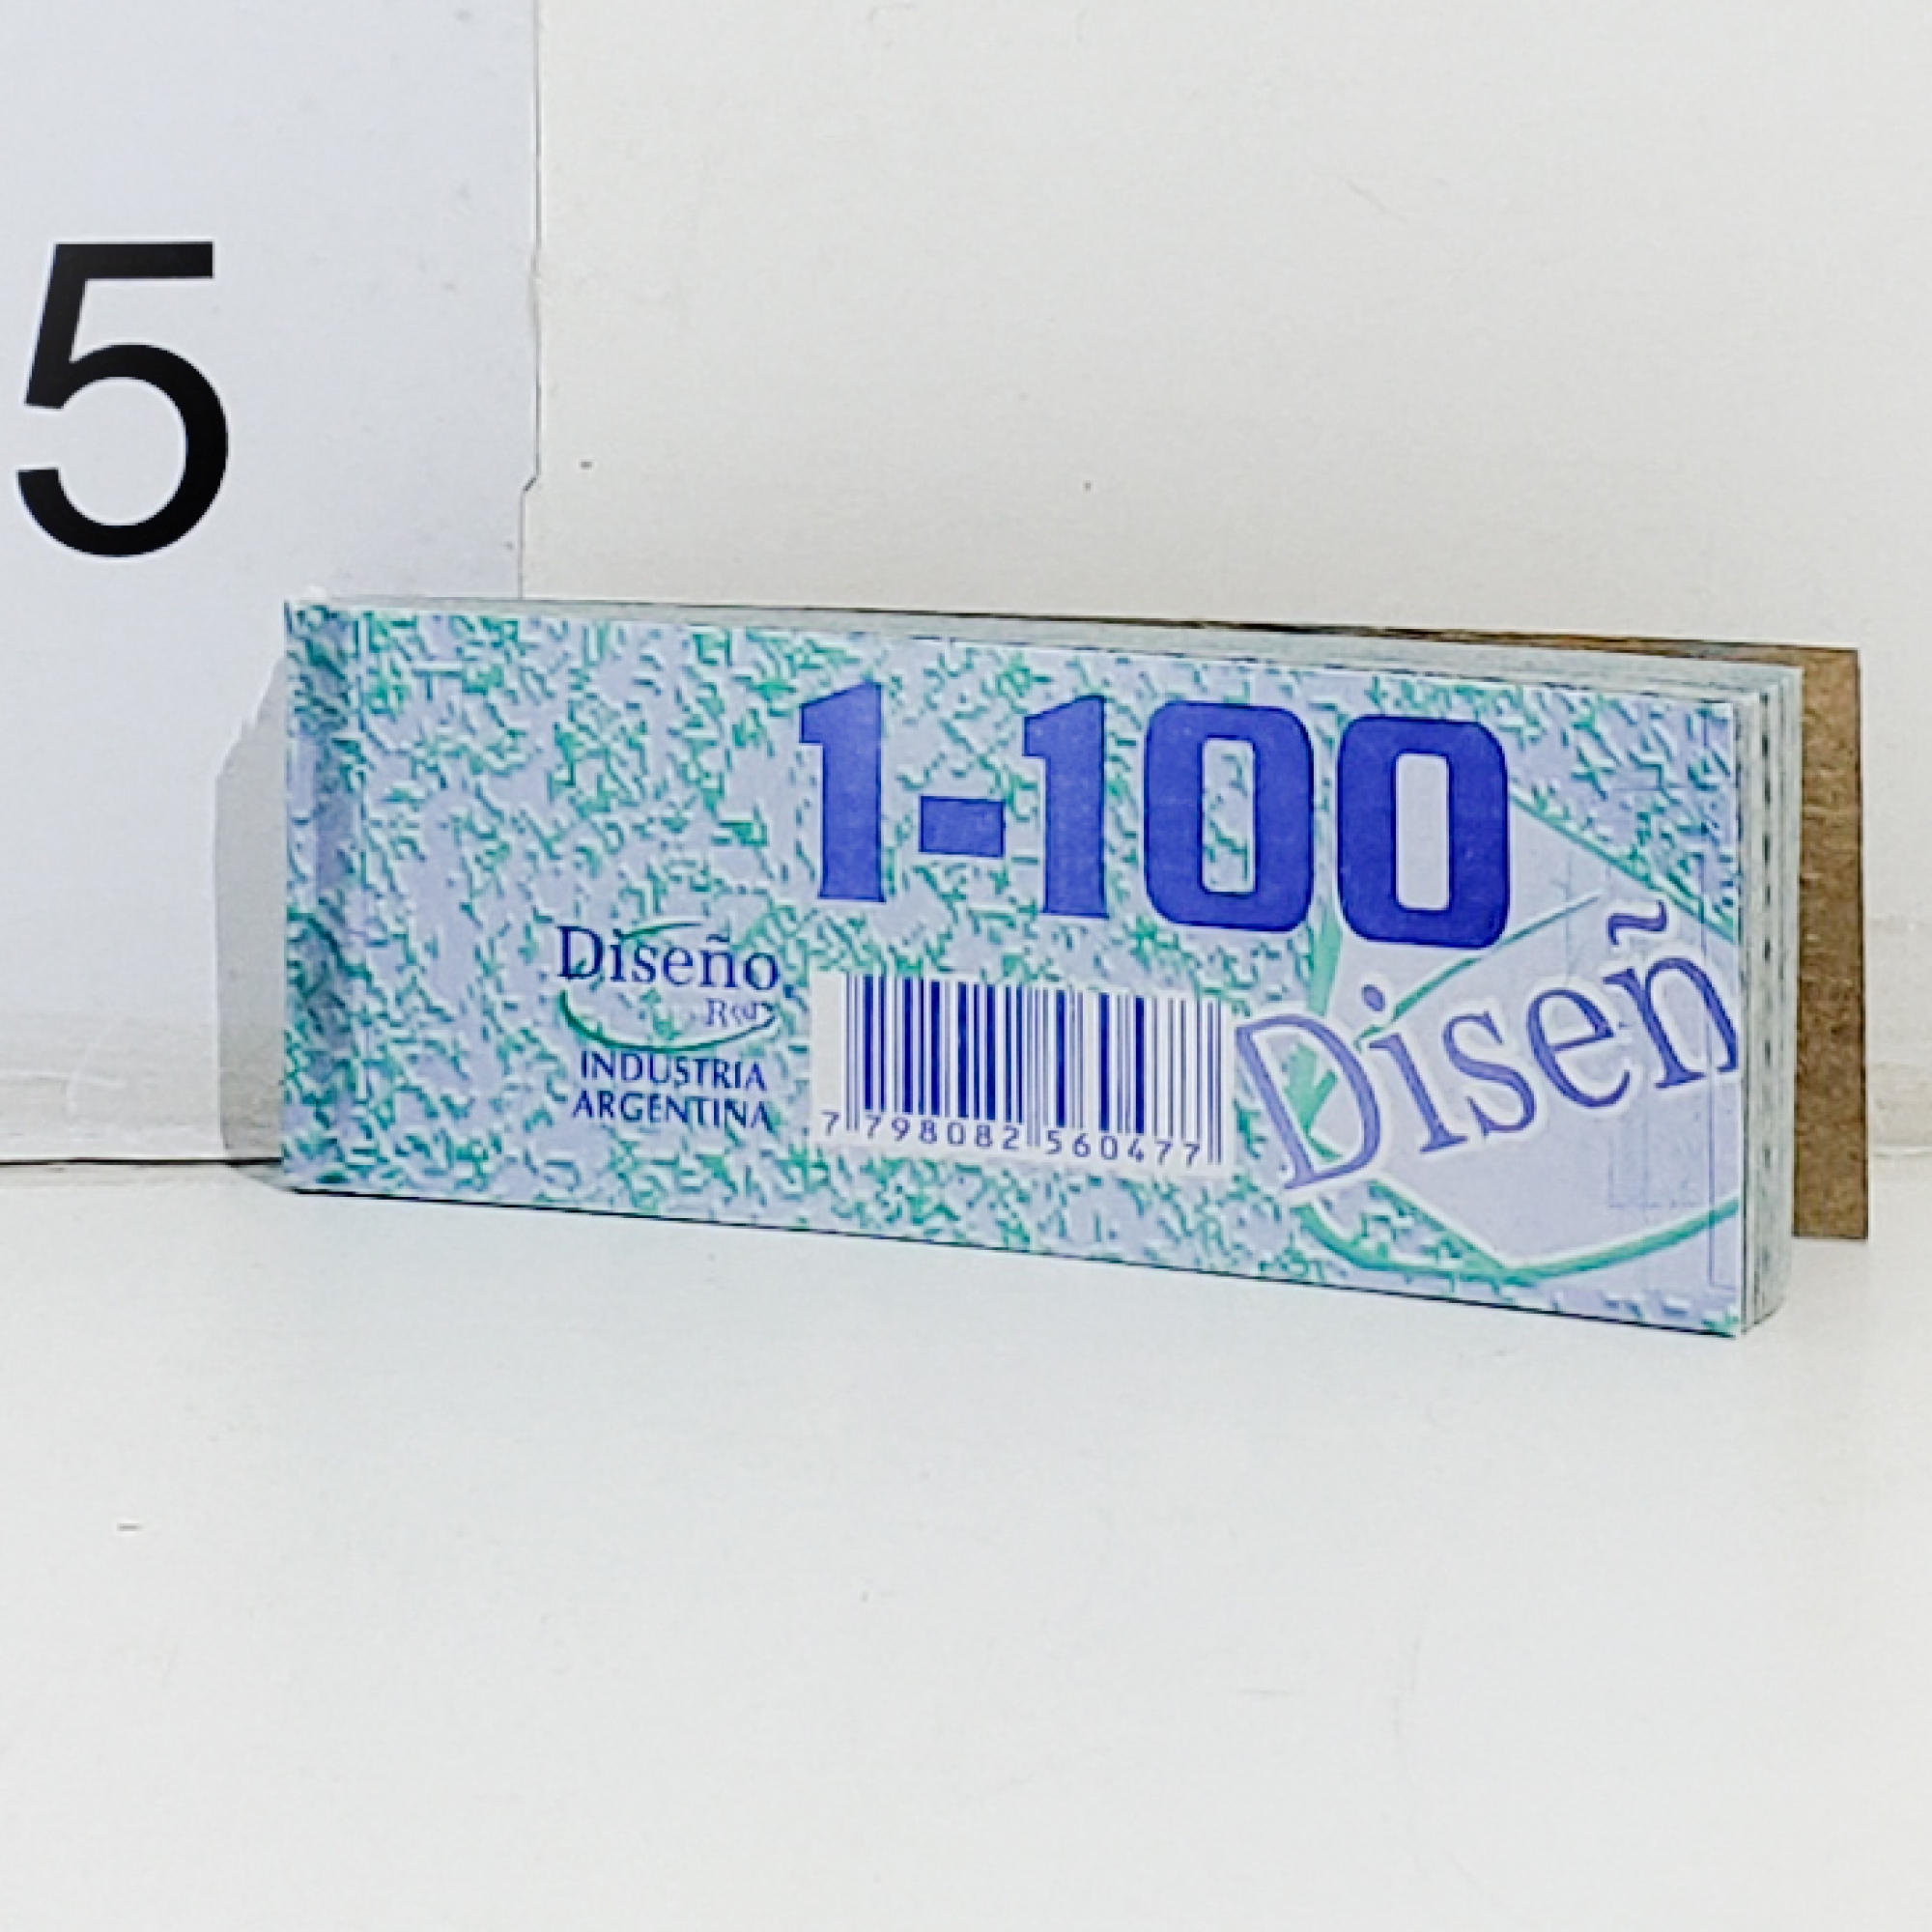 5
1-100
Diseño
INDUSTRIA
ARGENTINA
7 798082 560477
Diseñ